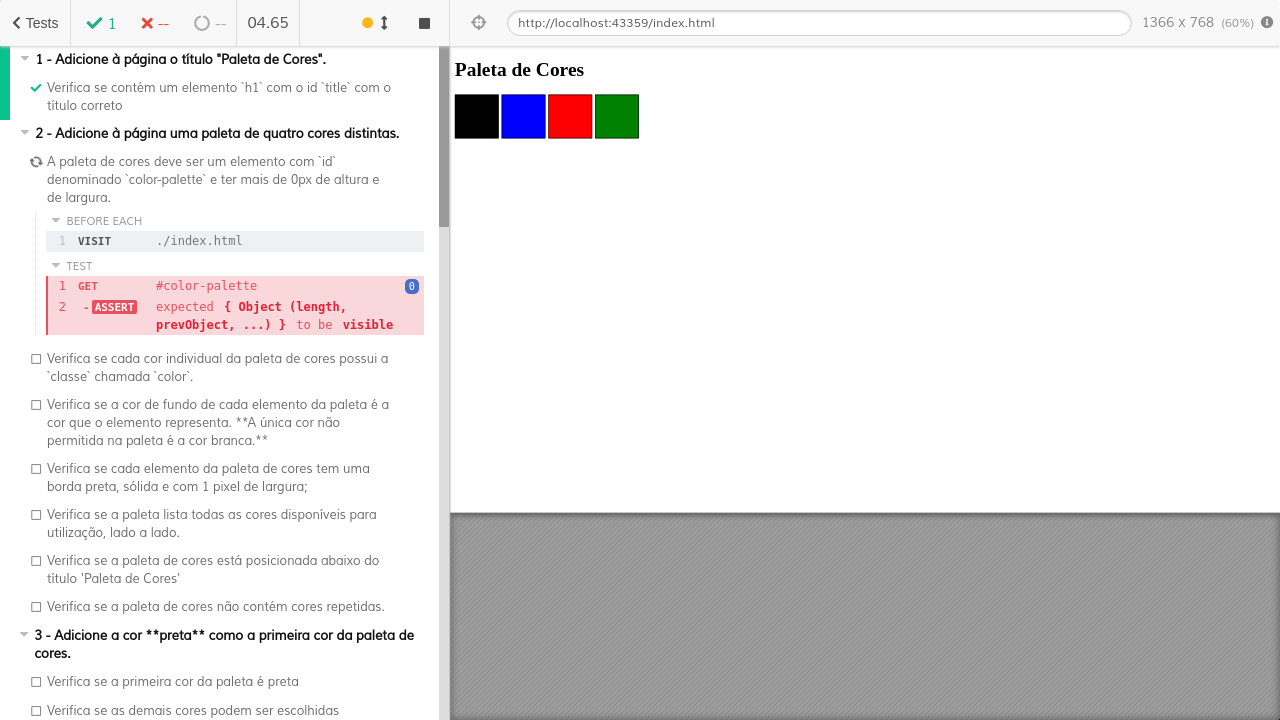 Tests
1
--
--
04.65
http://localhost:43359/index.html
1366 x 768 (60%)
1 - Adicione à página o título "Paleta de Cores".
Verifica se contém um elemento `h1` com o id `title` com o
título correto
2 - Adicione à página uma paleta de quatro cores distintas.
A paleta de cores deve ser um elemento com `id`
denominado `color-palette` e ter mais de 0px de altura e
de largura.
BEFORE EACH
1 VISIT ./index.html
TEST
1 GET #color-palette 0
2 -ASSERT expected { Object (length,
prevObject, ...) } to be visible
Verifica se cada cor individual da paleta de cores possui a
`classe` chamada `color`.
Verifica se a cor de fundo de cada elemento da paleta é a
cor que o elemento representa. **A única cor não
permitida na paleta é a cor branca.**
Verifica se cada elemento da paleta de cores tem uma
borda preta, sólida e com 1 pixel de largura;
Verifica se a paleta lista todas as cores disponíveis para
utilização, lado a lado.
Verifica se a paleta de cores está posicionada abaixo do
título 'Paleta de Cores'
Verifica se a paleta de cores não contém cores repetidas.
3 - Adicione a cor **preta** como a primeira cor da paleta de
cores.
Verifica se a primeira cor da paleta é preta
Verifica se as demais cores podem ser escolhidas
Paleta de Cores